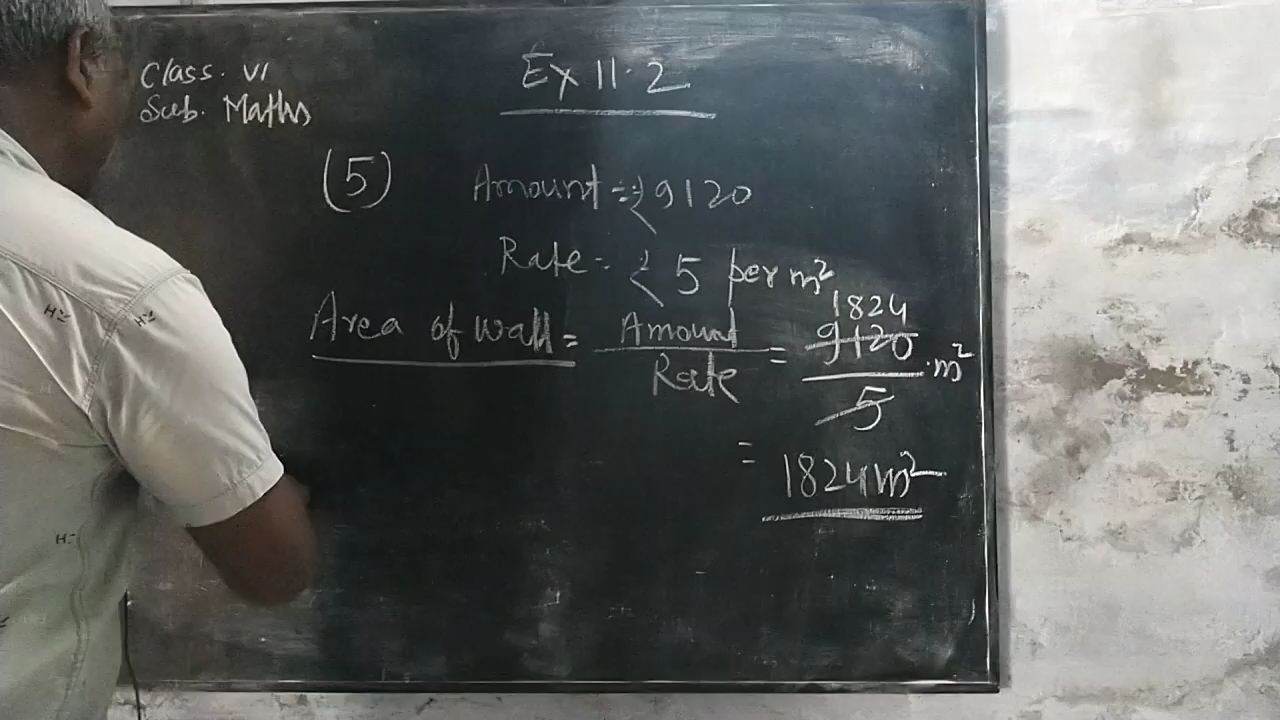 Class. VI
Sub. Maths
Ex 11.2
(5)
Amount = ₹ 9120
Rate = ₹ 5 per m²
Area of wall = Amount / Rate = 9120 / 5 . m²
1824
= 1824 m²